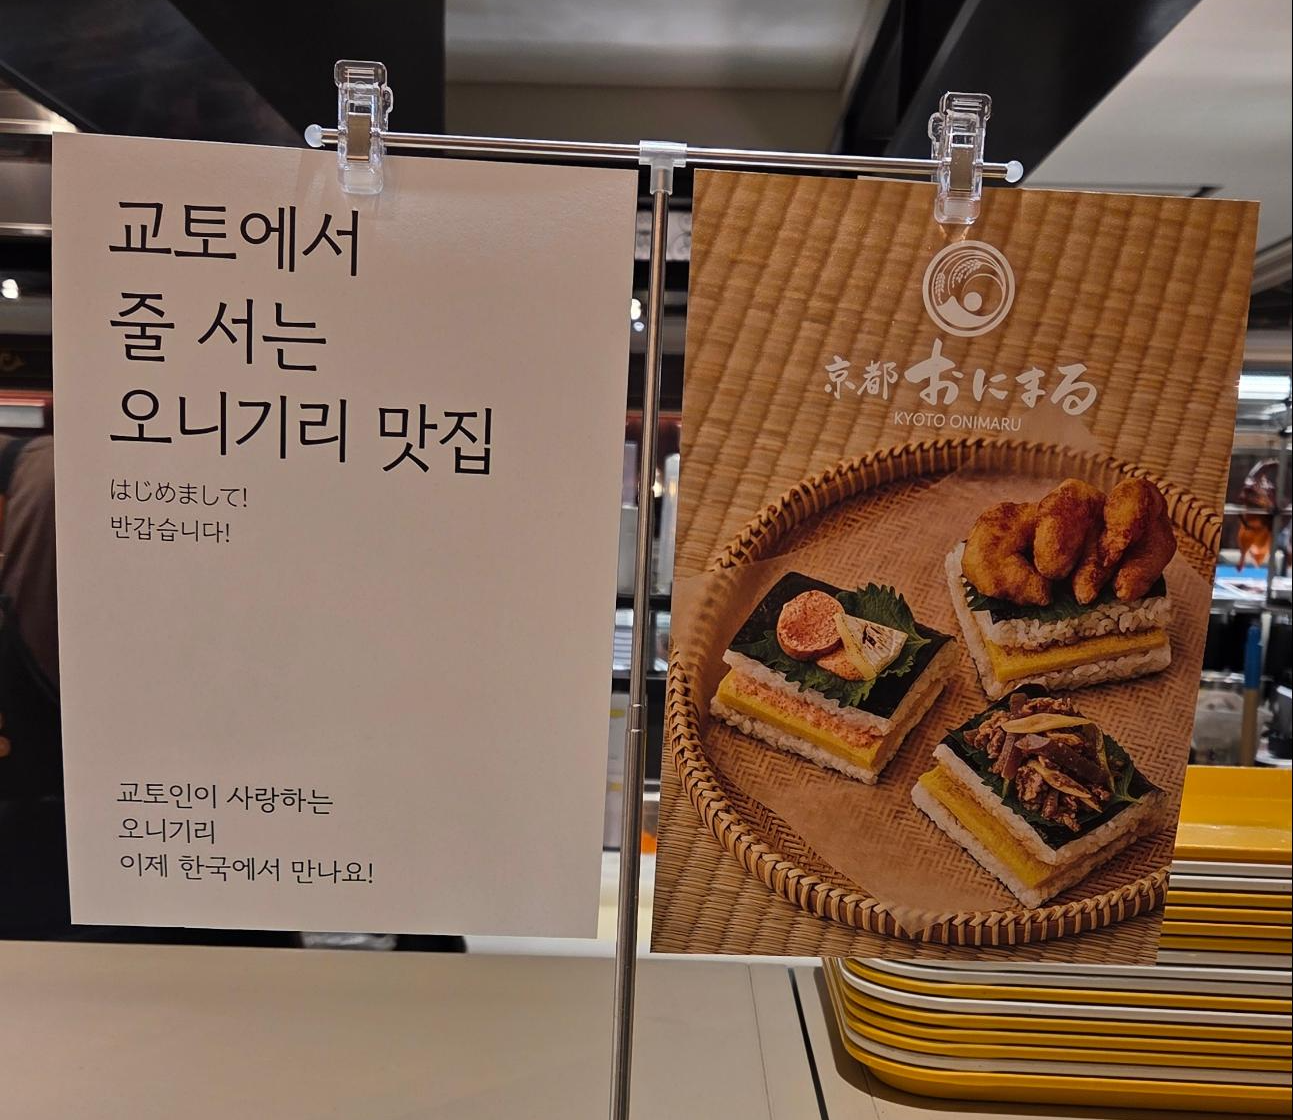 교토에서
줄 서는
오니기리 맛집
はじめまして!
반갑습니다!
교토인이 사랑하는
오니기리
이제 한국에서 만나요!
京都 おにまる
KYOTO ONIMARU